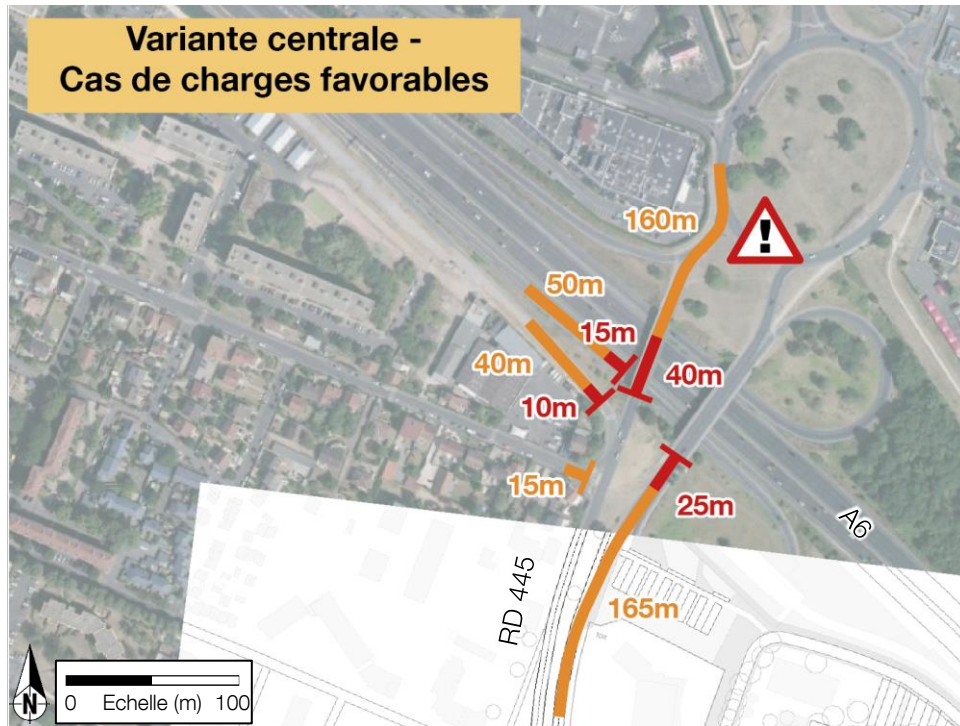 Variante centrale -
Cas de charges favorables
160m
!
50m
15m
40m
40m
10m
15m
25m
A6
RD 445
165m
N
0 Echelle (m) 100